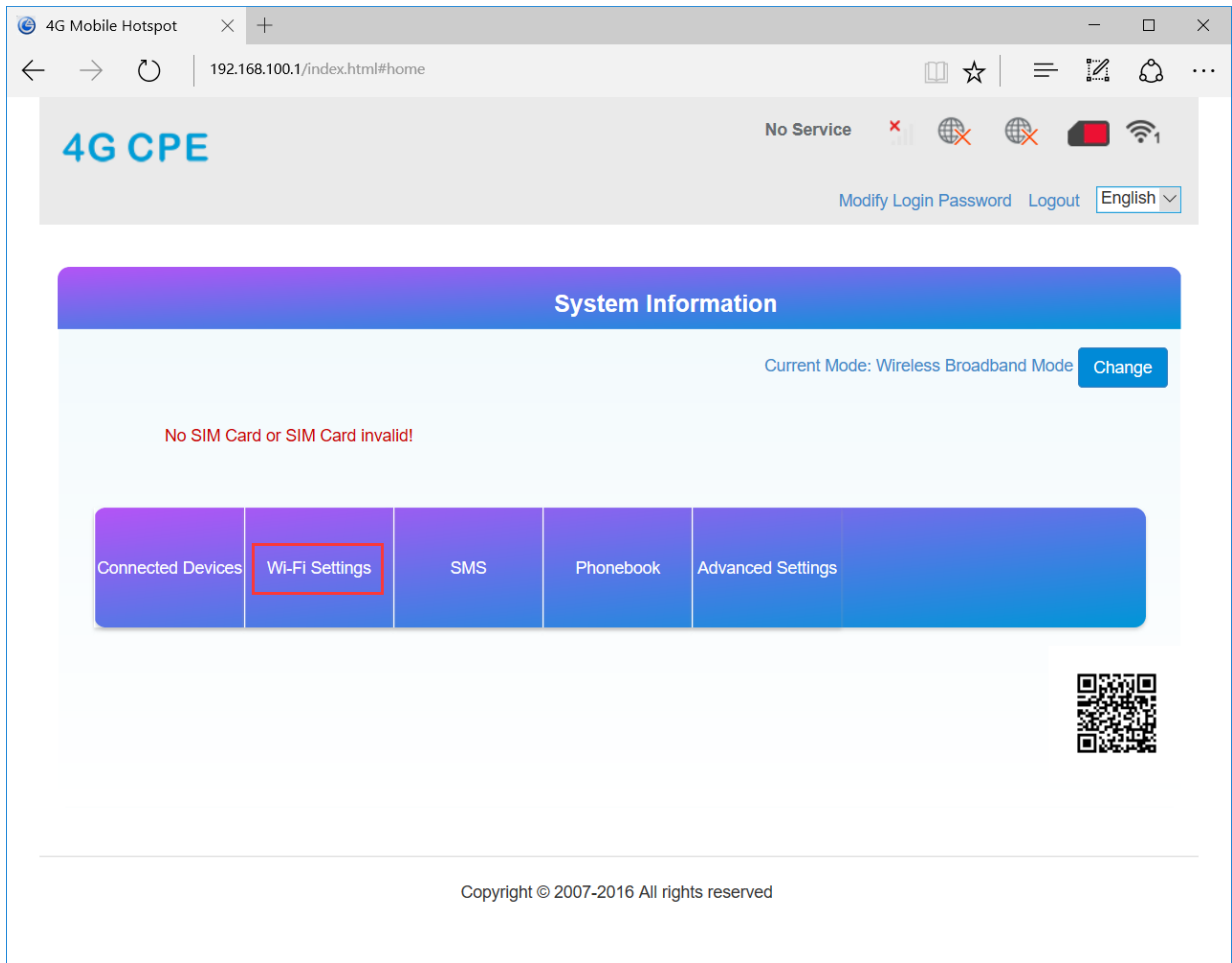 4G Mobile Hotspot
192.168.100.1/index.html#home
4G CPE
No Service
1
Modify Login Password Logout English
System Information
Current Mode: Wireless Broadband Mode Change
No SIM Card or SIM Card invalid!
Connected Devices Wi-Fi Settings SMS Phonebook Advanced Settings
Copyright © 2007-2016 All rights reserved